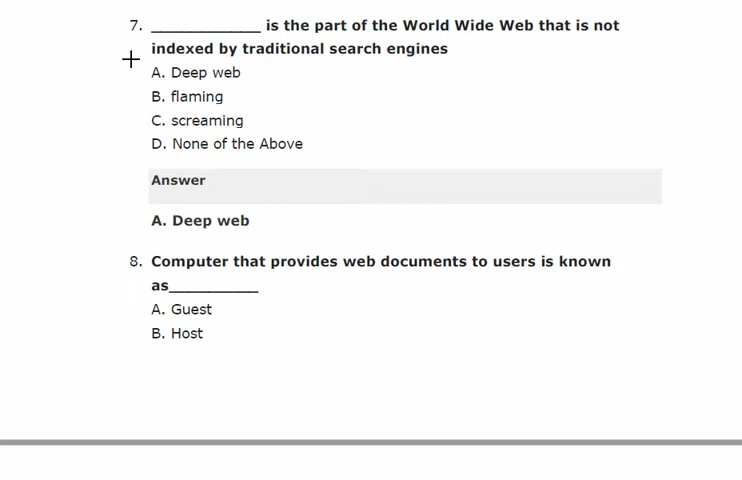 7. ___________ is the part of the World Wide Web that is not
indexed by traditional search engines
A. Deep web
B. flaming
C. screaming
D. None of the Above
Answer
A. Deep web
8. Computer that provides web documents to users is known
as_________
A. Guest
B. Host